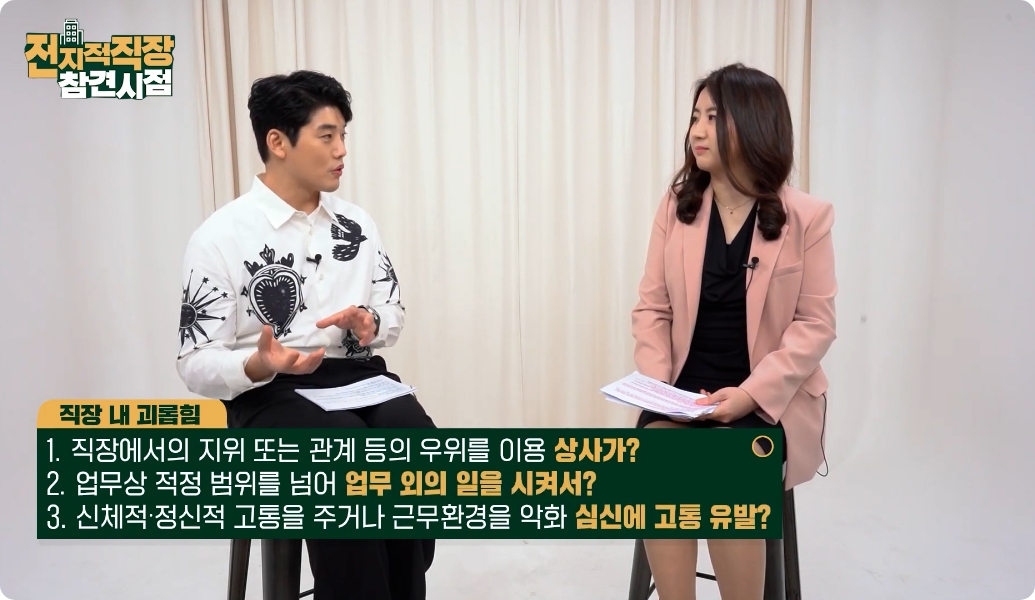 전지적직장
참견시점
직장 내 괴롭힘
1. 직장에서의 지위 또는 관계 등의 우위를 이용 상사가?
2. 업무상 적정 범위를 넘어 업무 외의 일을 시켜서?
3. 신체적·정신적 고통을 주거나 근무환경을 악화 심신에 고통 유발?